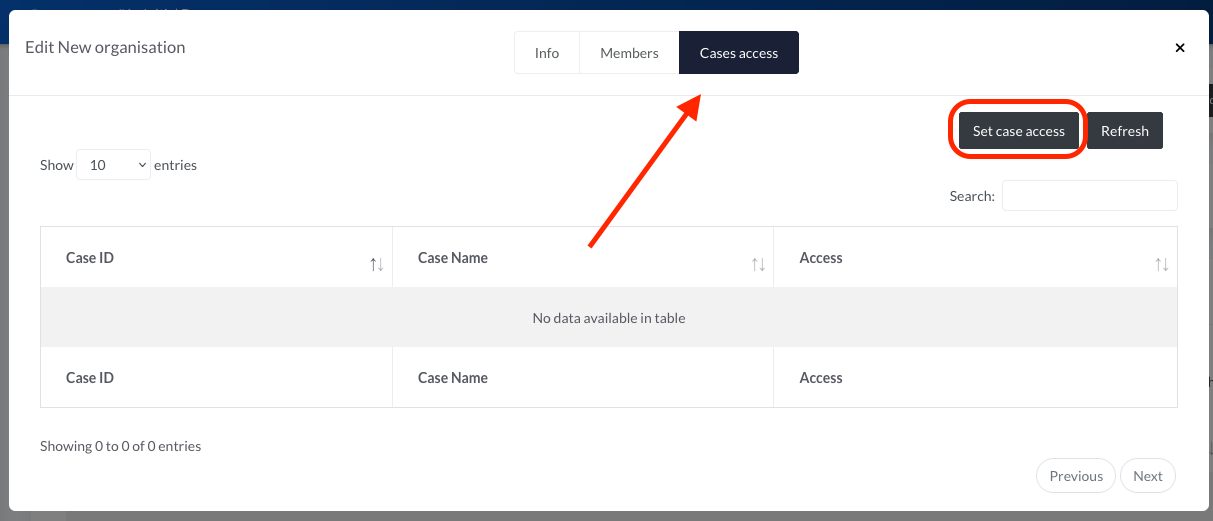 Edit New organisation
Info Members Cases access
×
Set case access Refresh
Show 10 entries
Search:
Case ID Case Name Access
No data available in table
Case ID Case Name Access
Showing 0 to 0 of 0 entries
Previous Next